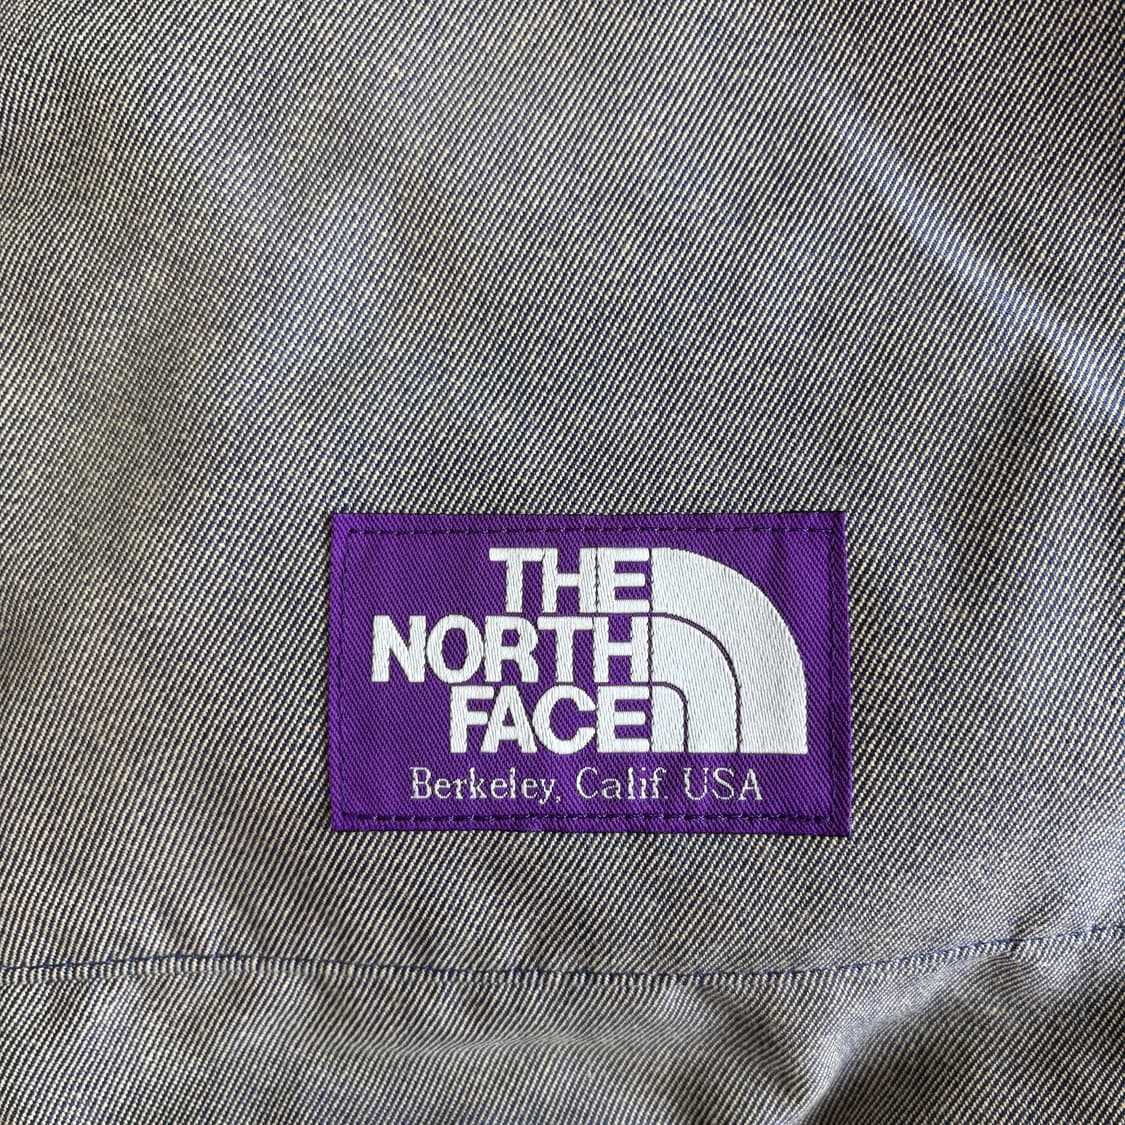 THE
NORTH
FACE
Berkeley, Calif. USA